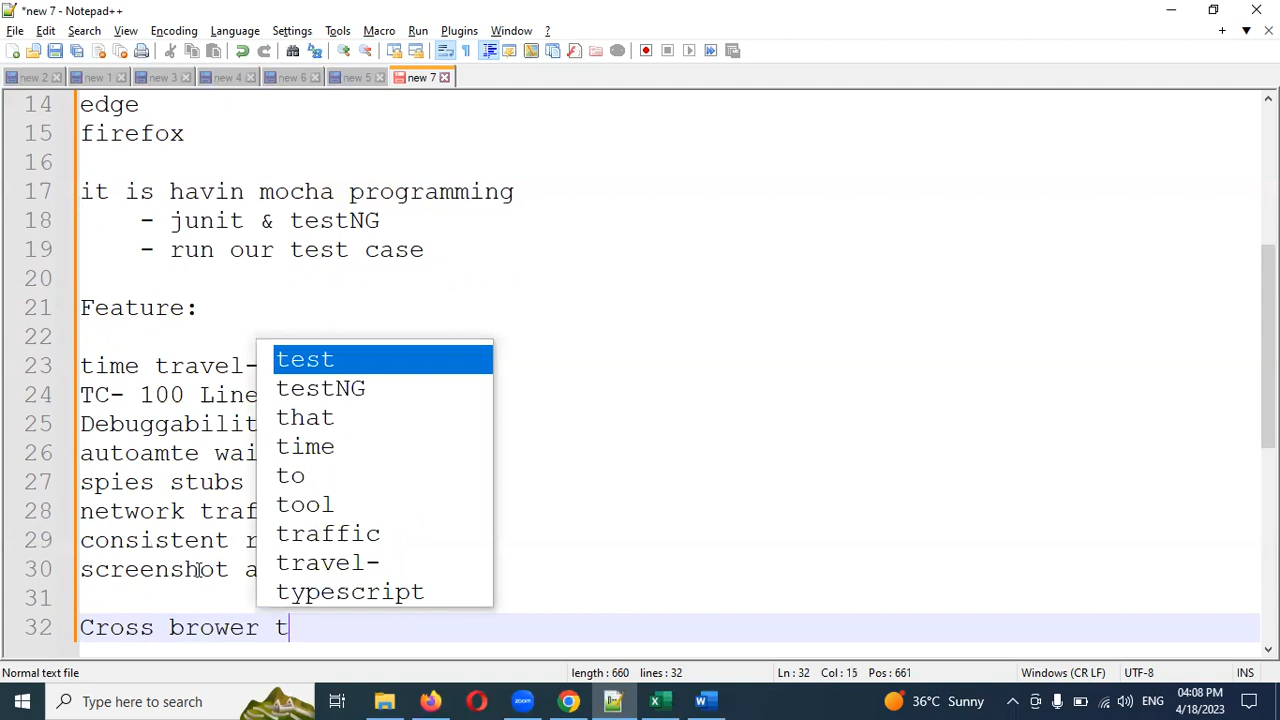 *new 7 - Notepad++
File Edit Search View Encoding Language Settings Tools Macro Run Plugins Window ?
new 2 new 1 new 3 new 4 new 6 new 5 new 7
14 edge
15 firefox
16
17 it is havin mocha programming
18 - junit & testNG
19 - run our test case
20
21 Feature:
22
23 time travel-
24 TC- 100 Line
25 Debuggabilit
26 autoamte wai
27 spies stubs
28 network traf
29 consistent r
30 screenshot a
31
32 Cross brower t
test
testNG
that
time
to
tool
traffic
travel-
typescript
Normal text file length : 660 lines : 32 Ln : 32 Col : 15 Pos : 661 Windows (CR LF) UTF-8 INS
Type here to search 36°C Sunny ENG 04:08 PM
4/18/2023